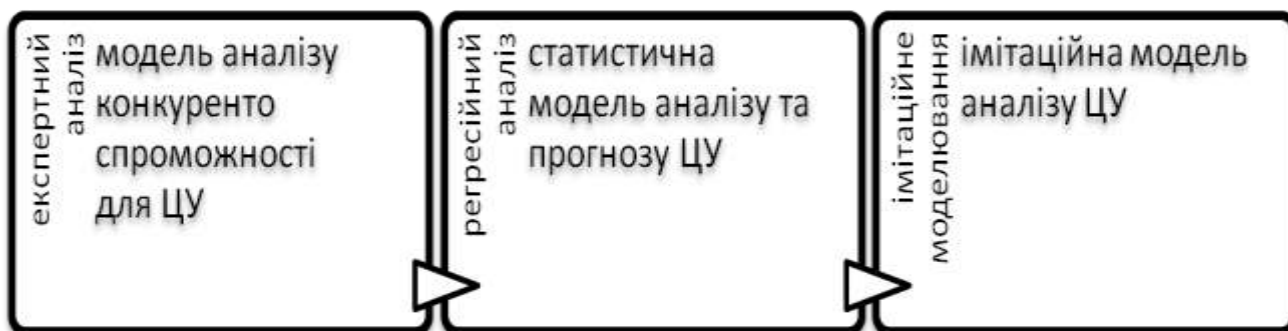 експертний
аналіз
модель аналізу
конкуренто
спроможності
для ЦУ
регресійний
аналіз
статистична
модель аналізу та
прогнозу ЦУ
імітаційне
моделювання
імітаційна модель
аналізу ЦУ